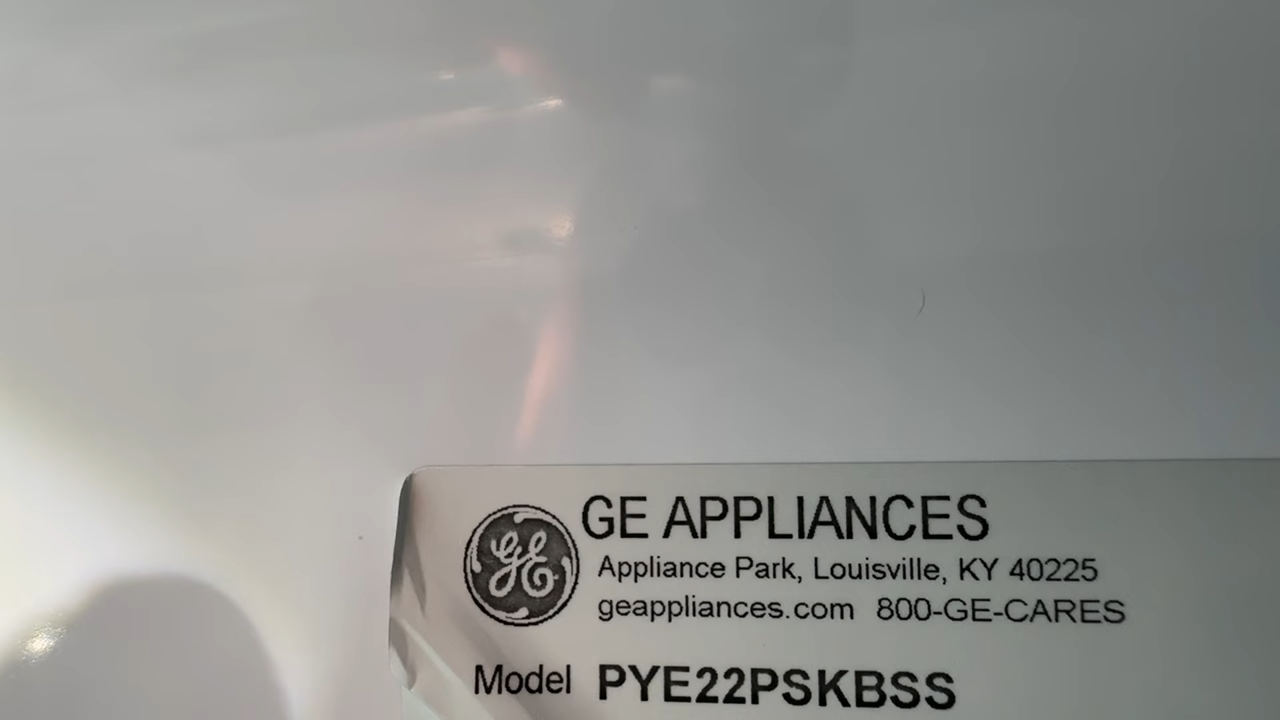 GE APPLIANCES
Appliance Park, Louisville, KY 40225
geappliances.com 800-GE-CARES
Model PYE22PSKBSS